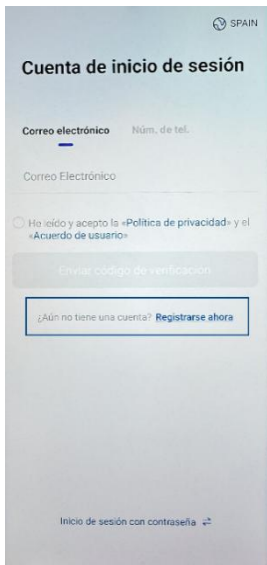 SPAIN
Cuenta de inicio de sesión
Correo electrónico Núm. de tel.
Correo Electrónico
He leído y acepto la «Política de privacidad» y el
«Acuerdo de usuario»
Enviar código de verificación
¿Aún no tiene una cuenta? Registrarse ahora
Inicio de sesión con contraseña